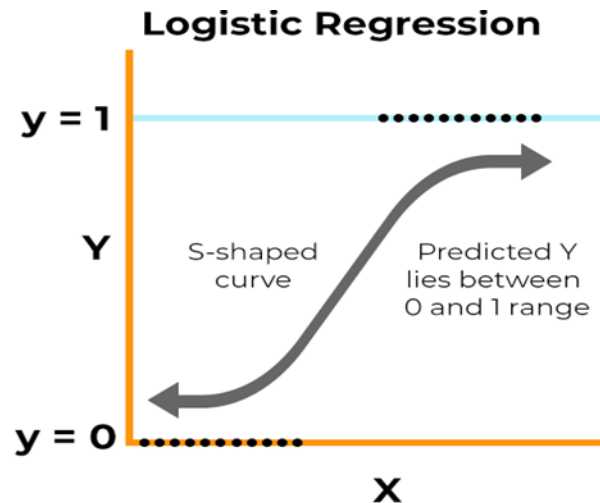 Logistic Regression
y = 1
Y
S-shaped
curve
Predicted Y
lies between
0 and 1 range
y = 0
X